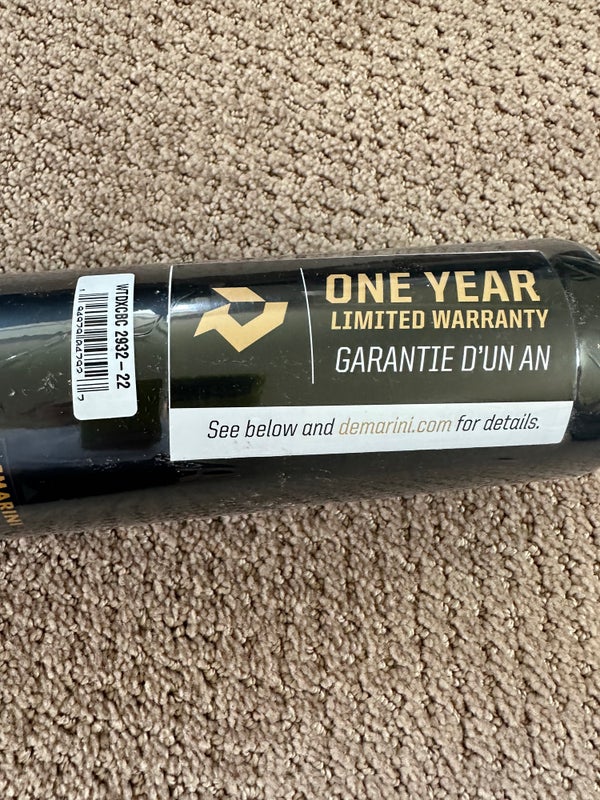 WTDXCBC 2932-22
ONE YEAR
LIMITED WARRANTY
GARANTIE D'UN AN
See below and demarini.com for details.